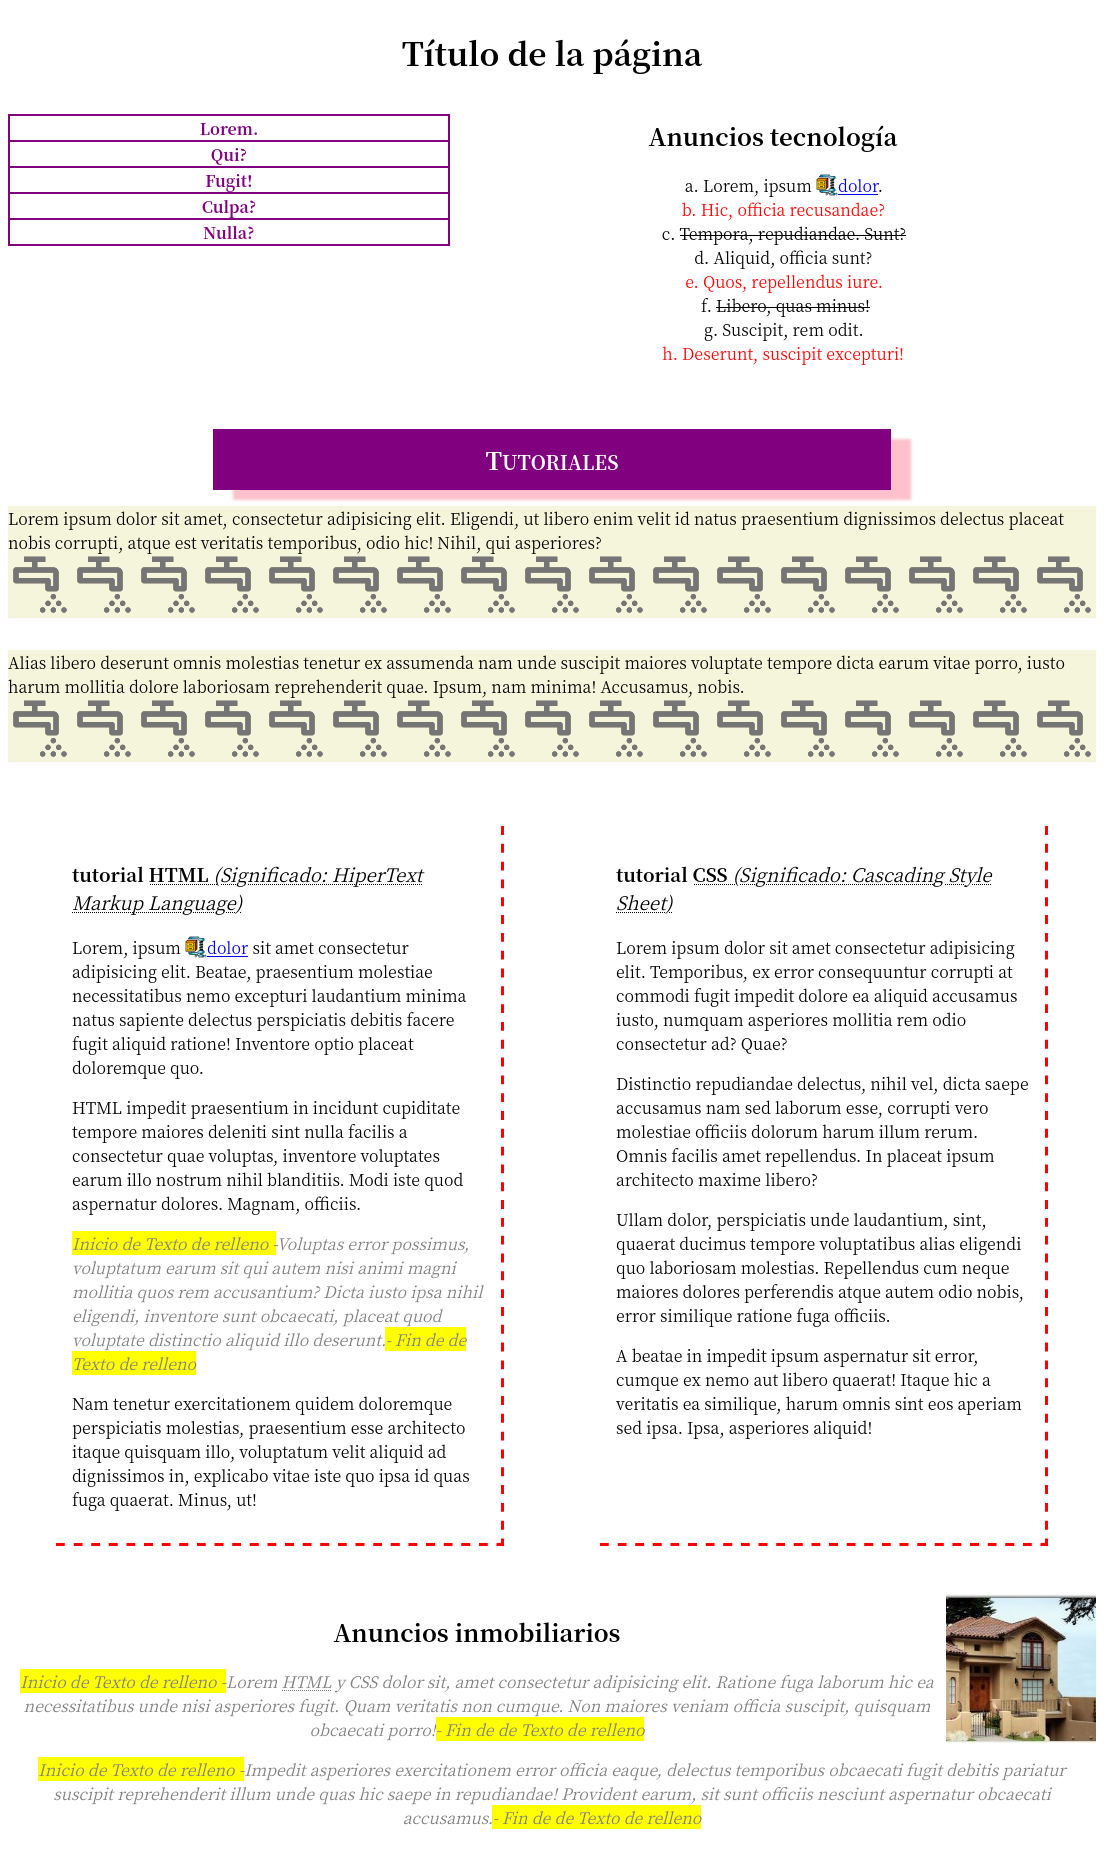 Título de la página
Lorem.
Qui?
Fugit!
Culpa?
Nulla?
Anuncios tecnología
a. Lorem, ipsum dolor.
b. Hic, officia recusandae?
c. Tempora, repudiandae. Sunt?
d. Aliquid, officia sunt?
e. Quos, repellendus iure.
f. Libero, quas minus!
g. Suscipit, rem odit.
h. Deserunt, suscipit excepturi!
Tutoriales
Lorem ipsum dolor sit amet, consectetur adipisicing elit. Eligendi, ut libero enim velit id natus praesentium dignissimos delectus placeat
nobis corrupti, atque est veritatis temporibus, odio hic! Nihil, qui asperiores?
Alias libero deserunt omnis molestias tenetur ex assumenda nam unde suscipit maiores voluptate tempore dicta earum vitae porro, iusto
harum mollitia dolore laboriosam reprehenderit quae. Ipsum, nam minima! Accusamus, nobis.
tutorial HTML (Significado: HiperText
Markup Language)
Lorem, ipsum dolor sit amet consectetur
adipisicing elit. Beatae, praesentium molestiae
necessitatibus nemo excepturi laudantium minima
natus sapiente delectus perspiciatis debitis facere
fugit aliquid ratione! Inventore optio placeat
doloremque quo.
HTML impedit praesentium in incidunt cupiditate
tempore maiores deleniti sint nulla facilis a
consectetur quae voluptas, inventore voluptates
earum illo nostrum nihil blanditiis. Modi iste quod
aspernatur dolores. Magnam, officiis.
Inicio de Texto de relleno -Voluptas error possimus,
voluptatum earum sit qui autem nisi animi magni
mollitia quos rem accusantium? Dicta iusto ipsa nihil
eligendi, inventore sunt obcaecati, placeat quod
voluptate distinctio aliquid illo deserunt.- Fin de de
Texto de relleno
Nam tenetur exercitationem quidem doloremque
perspiciatis molestias, praesentium esse architecto
itaque quisquam illo, voluptatum velit aliquid ad
dignissimos in, explicabo vitae iste quo ipsa id quas
fuga quaerat. Minus, ut!
tutorial CSS (Significado: Cascading Style
Sheet)
Lorem ipsum dolor sit amet consectetur adipisicing
elit. Temporibus, ex error consequuntur corrupti at
commodi fugit impedit dolore ea aliquid accusamus
iusto, numquam asperiores mollitia rem odio
consectetur ad? Quae?
Distinctio repudiandae delectus, nihil vel, dicta saepe
accusamus nam sed laborum esse, corrupti vero
molestiae officiis dolorum harum illum rerum.
Omnis facilis amet repellendus. In placeat ipsum
architecto maxime libero?
Ullam dolor, perspiciatis unde laudantium, sint,
quaerat ducimus tempore voluptatibus alias eligendi
quo laboriosam molestias. Repellendus cum neque
maiores dolores perferendis atque autem odio nobis,
error similique ratione fuga officiis.
A beatae in impedit ipsum aspernatur sit error,
cumque ex nemo aut libero quaerat! Itaque hic a
veritatis ea similique, harum omnis sint eos aperiam
sed ipsa. Ipsa, asperiores aliquid!
Anuncios inmobiliarios
Inicio de Texto de relleno -Lorem HTML y CSS dolor sit, amet consectetur adipisicing elit. Ratione fuga laborum hic ea
necessitatibus unde nisi asperiores fugit. Quam veritatis non cumque. Non maiores veniam officia suscipit, quisquam
obcaecati porro!- Fin de de Texto de relleno
Inicio de Texto de relleno -Impedit asperiores exercitationem error officia eaque, delectus temporibus obcaecati fugit debitis pariatur
suscipit reprehenderit illum unde quas hic saepe in repudiandae! Provident earum, sit sunt officiis nesciunt aspernatur obcaecati
accusamus.- Fin de de Texto de relleno